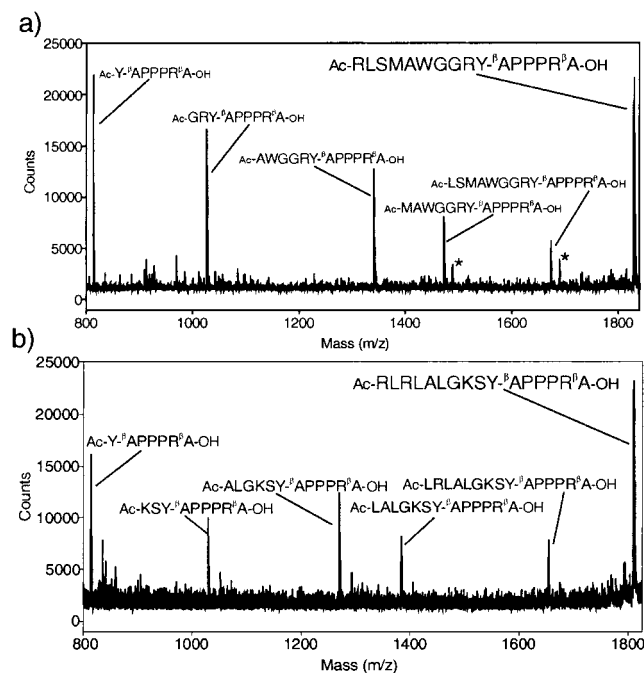 a)
25000
20000
15000
10000
5000
0
Counts
Ac-Y-ᵝAPPPRᵝA-OH
Ac-RLSMAWGGRY-ᵝAPPPRᵝA-OH
Ac-GRY-ᵝAPPPRᵝA-OH
Ac-AWGGRY-ᵝAPPPRᵝA-OH
Ac-LSMAWGGRY-ᵝAPPPRᵝA-OH
Ac-MAWGGRY-ᵝAPPPRᵝA-OH
*
*
800 1000 1200 1400 1600 1800
Mass (m/z)
b)
25000
20000
15000
10000
5000
0
Counts
Ac-RLRLALGKSY-ᵝAPPPRᵝA-OH
Ac-Y-ᵝAPPPRᵝA-OH
Ac-ALGKSY-ᵝAPPPRᵝA-OH
Ac-LRLALGKSY-ᵝAPPPRᵝA-OH
Ac-KSY-ᵝAPPPRᵝA-OH
Ac-LALGKSY-ᵝAPPPRᵝA-OH
800 1000 1200 1400 1600 1800
Mass (m/z)